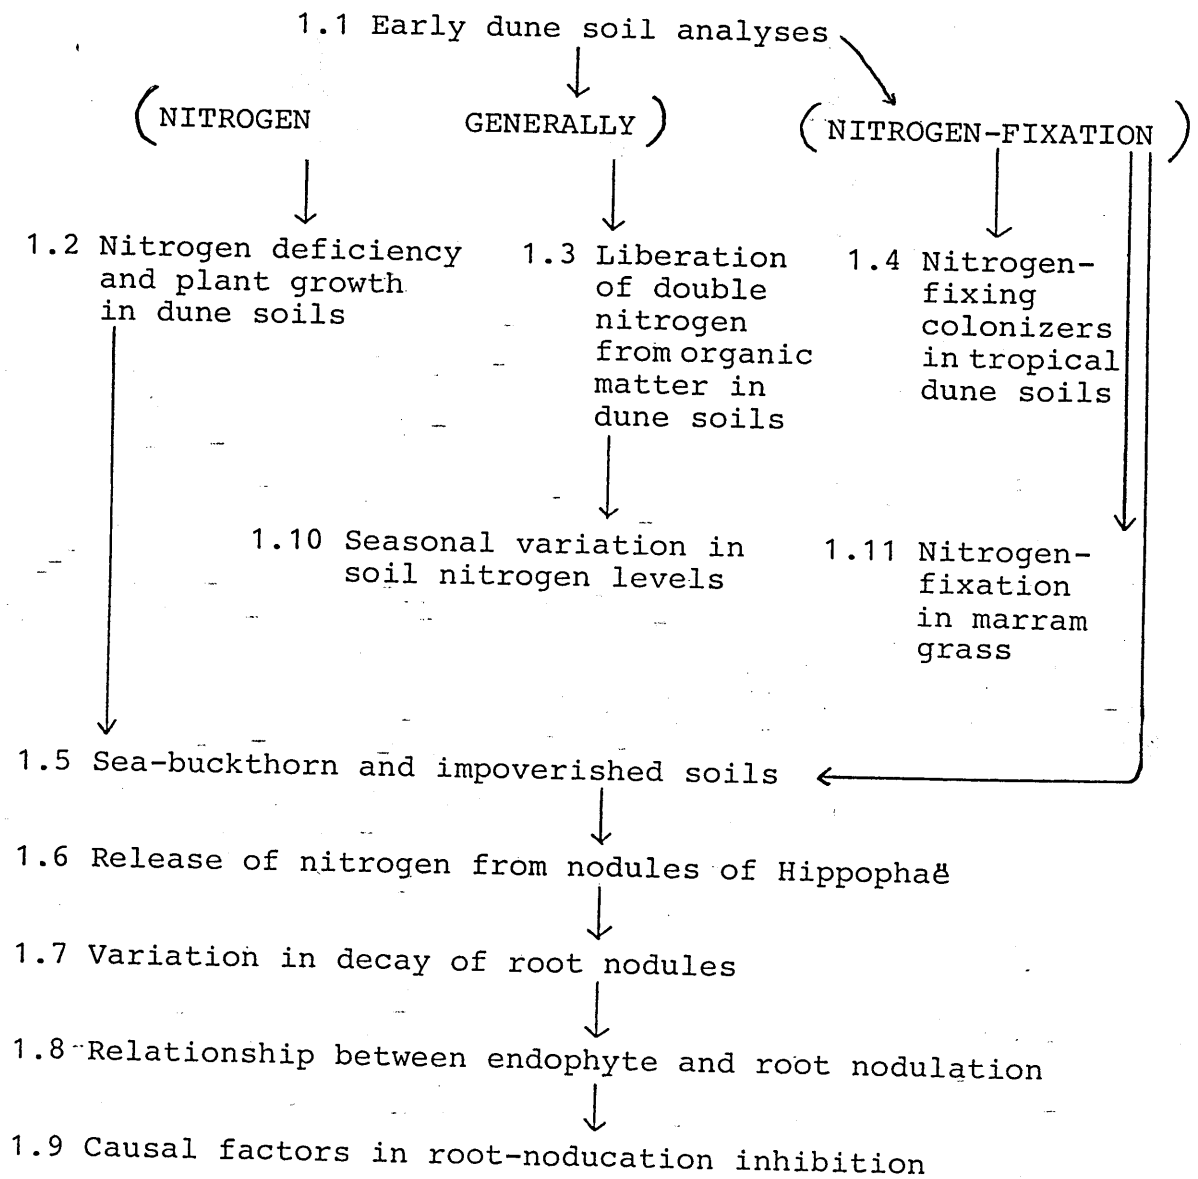 1.1 Early dune soil analyses
(NITROGEN GENERALLY)
(NITROGEN-FIXATION)
1.2 Nitrogen deficiency
and plant growth
in dune soils
1.3 Liberation
of double
nitrogen
from organic
matter in
dune soils
1.4 Nitrogen-
fixing
colonizers
in tropical
dune soils
1.10 Seasonal variation in
soil nitrogen levels
1.11 Nitrogen-
fixation
in marram
grass
1.5 Sea-buckthorn and impoverished soils
1.6 Release of nitrogen from nodules of Hippophaë
1.7 Variation in decay of root nodules
1.8 Relationship between endophyte and root nodulation
1.9 Causal factors in root-noducation inhibition